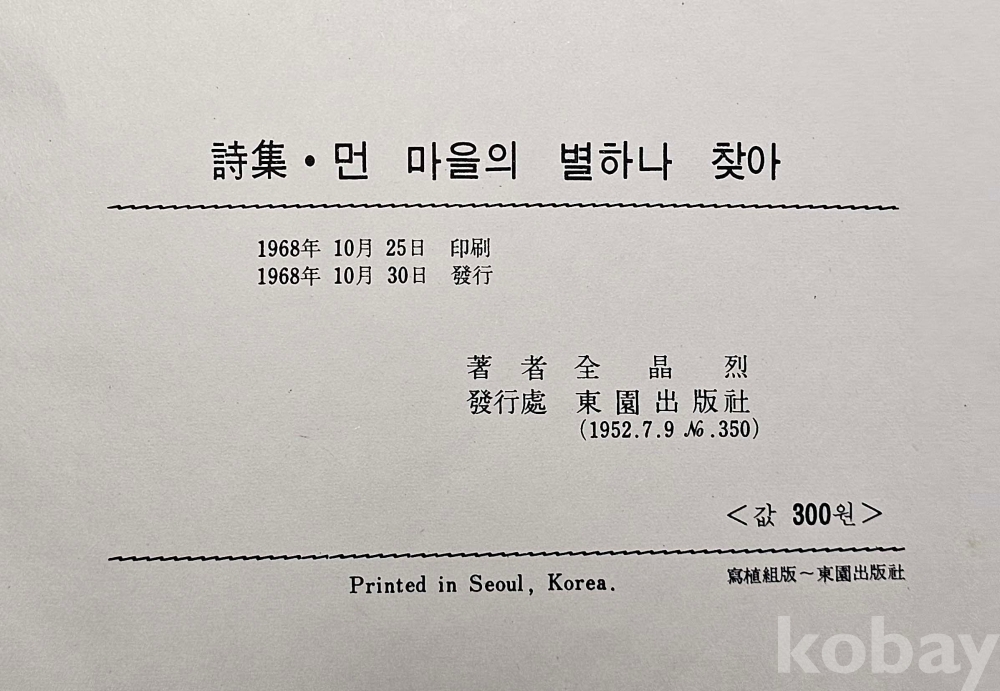 詩集·먼 마을의 별하나 찾아
1968年 10月 25日 印刷
1968年 10月 30日 發行
著者 全晶烈
發行處 東園出版社
(1952.7.9 №.350)
<값 300원>
Printed in Seoul, Korea.
寫植組版~東園出版社
kobay